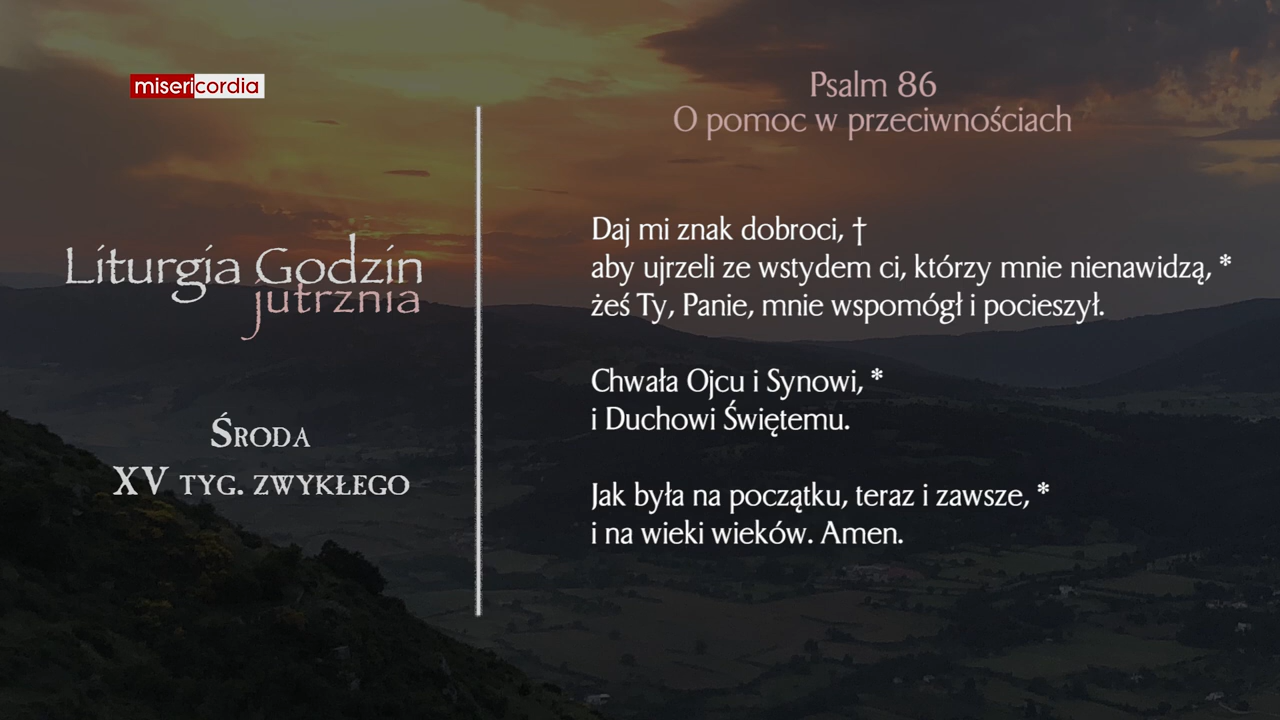 misericordia
Liturgia Godzin
jutrznia
Środa
XV tyg. zwykłego
Psalm 86
O pomoc w przeciwnościach
Daj mi znak dobroci, †
aby ujrzeli ze wstydem ci, którzy mnie nienawidzą, *
żeś Ty, Panie, mnie wspomógł i pocieszył.
Chwała Ojcu i Synowi, *
i Duchowi Świętemu.
Jak była na początku, teraz i zawsze, *
i na wieki wieków. Amen.